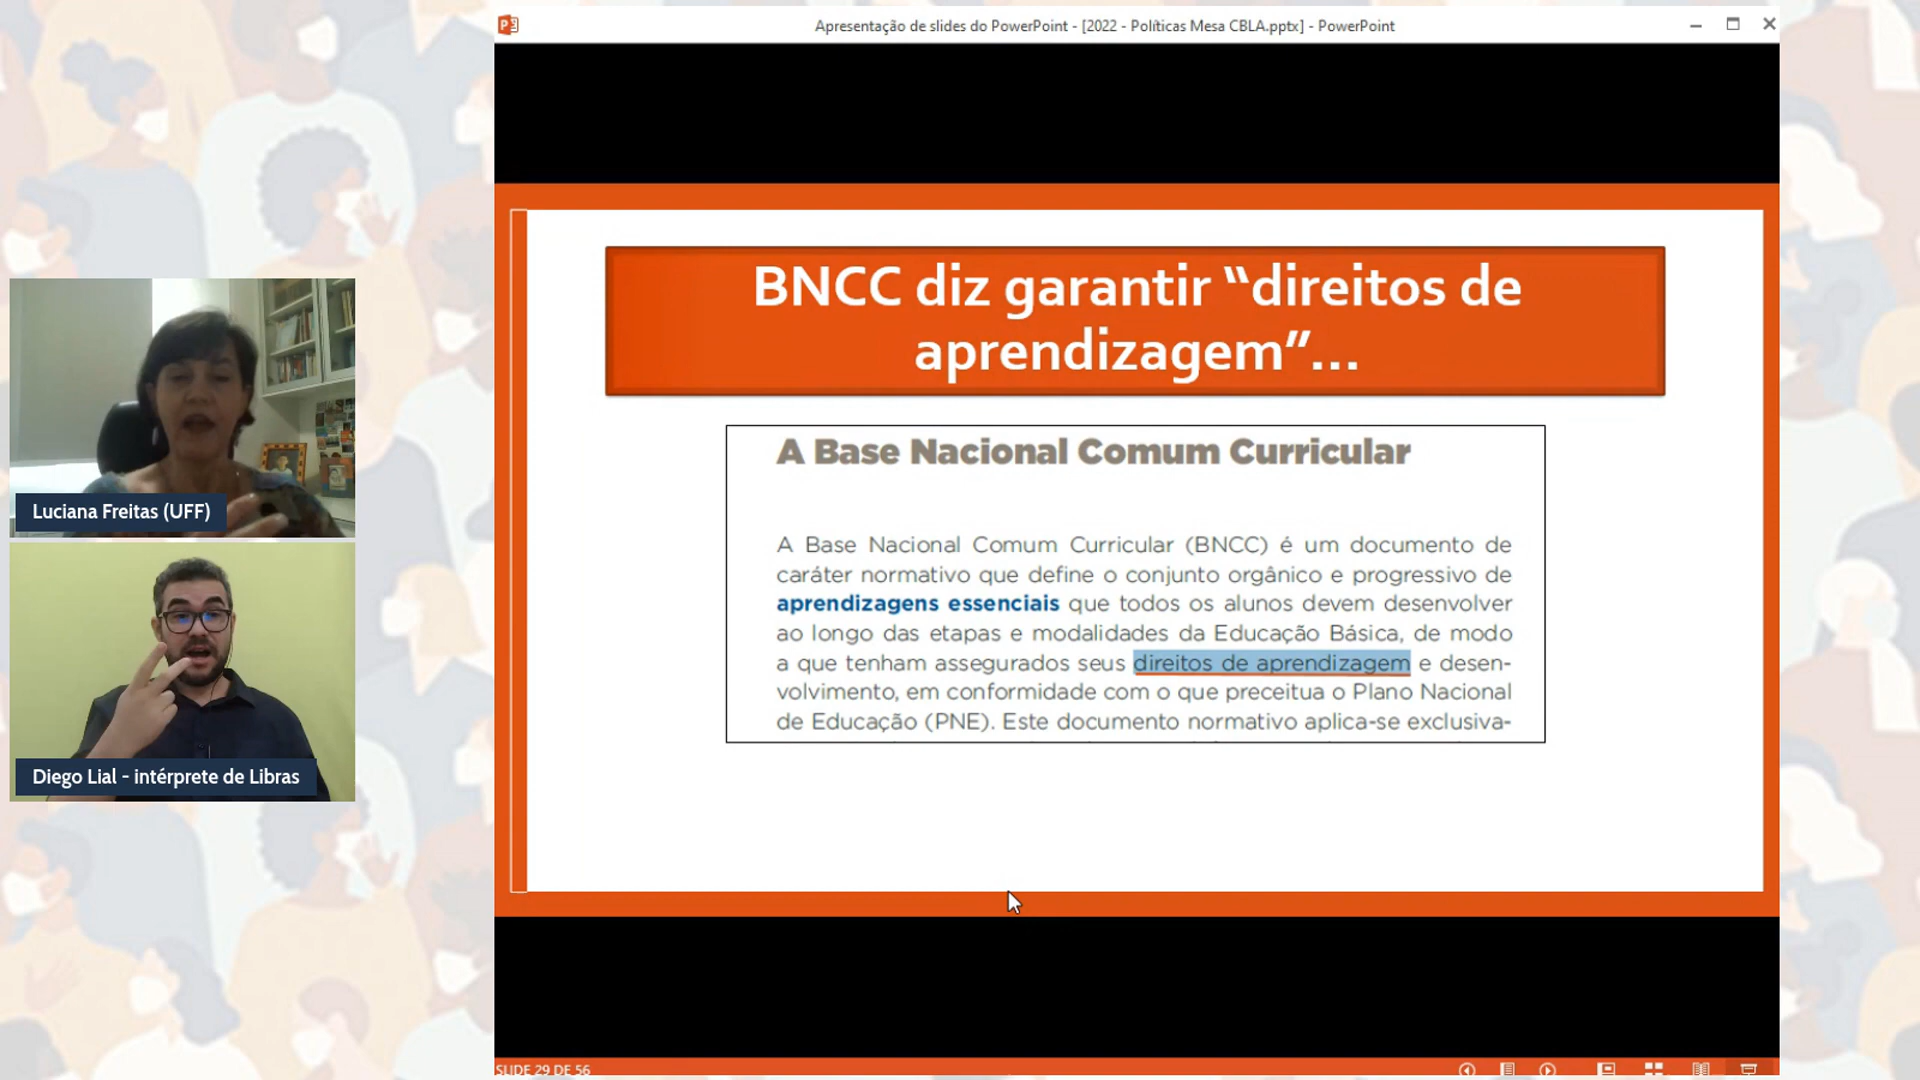 Apresentação de slides do PowerPoint - [2022 - Políticas Mesa CBLA.pptx] - PowerPoint
BNCC diz garantir “direitos de
aprendizagem”...
A Base Nacional Comum Curricular
A Base Nacional Comum Curricular (BNCC) é um documento de
caráter normativo que define o conjunto orgânico e progressivo de
aprendizagens essenciais que todos os alunos devem desenvolver
ao longo das etapas e modalidades da Educação Básica, de modo
a que tenham assegurados seus direitos de aprendizagem e desen-
volvimento, em conformidade com o que preceitua o Plano Nacional
de Educação (PNE). Este documento normativo aplica-se exclusiva-
Luciana Freitas (UFF)
Diego Lial - intérprete de Libras
SLIDE 29 DE 56